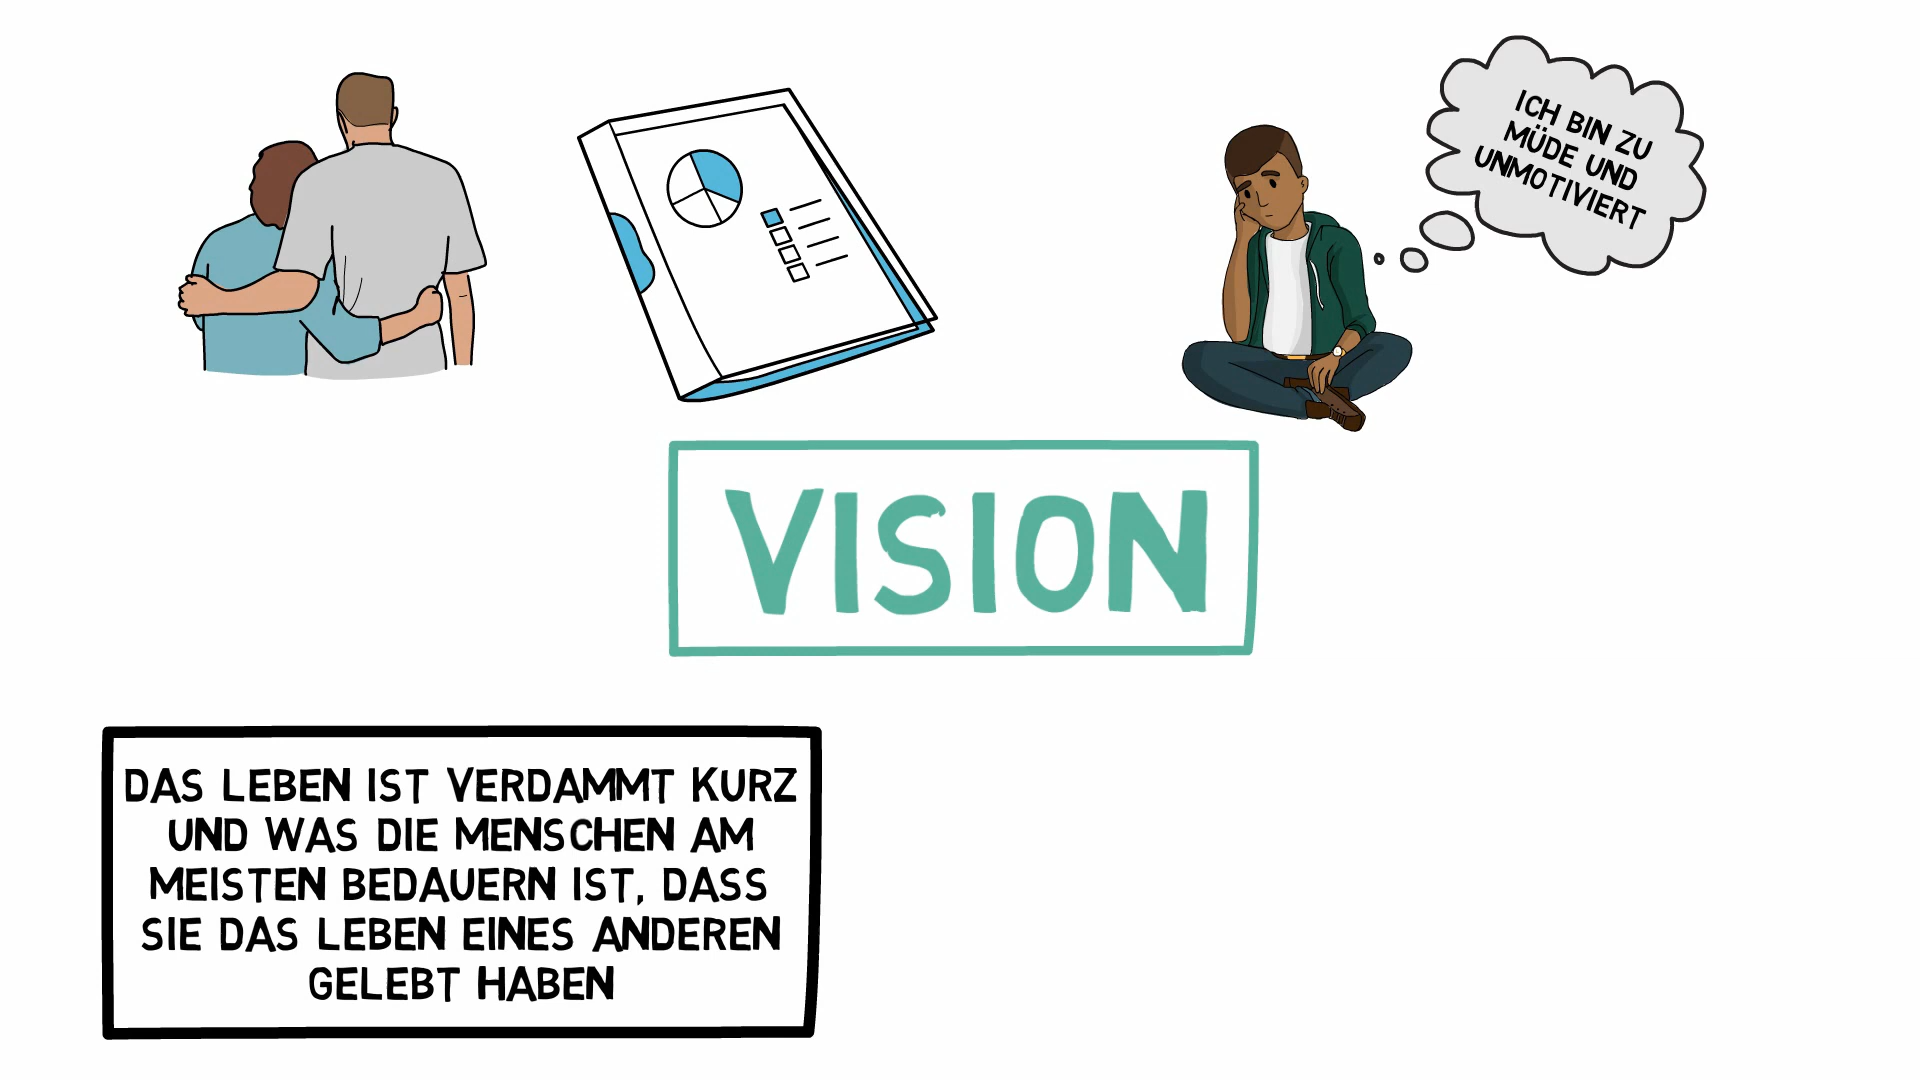 ICH BIN ZU
MÜDE UND
UNMOTIVIERT
VISION
DAS LEBEN IST VERDAMMT KURZ
UND WAS DIE MENSCHEN AM
MEISTEN BEDAUERN IST, DASS
SIE DAS LEBEN EINES ANDEREN
GELEBT HABEN